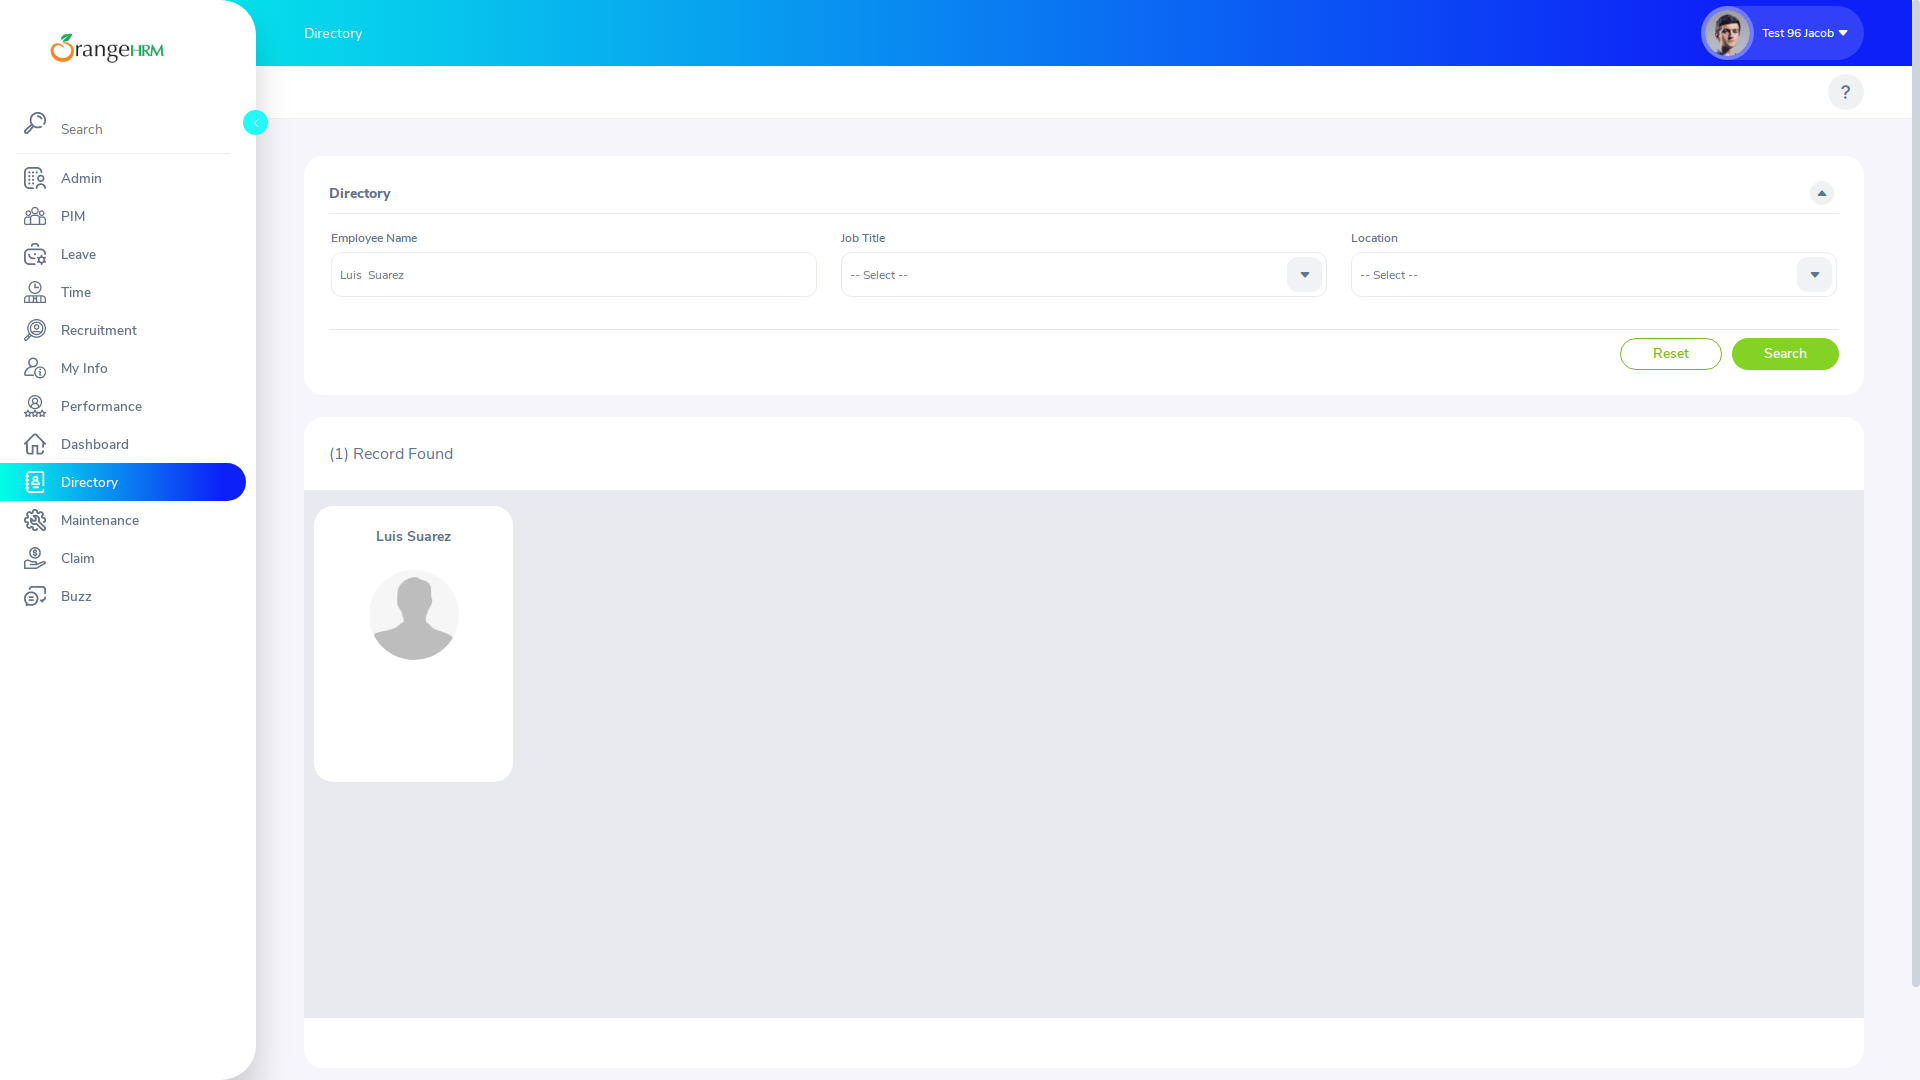 OrangeHRM
Directory
Test 96 Jacob
?
Search
Admin
PIM
Leave
Time
Recruitment
My Info
Performance
Dashboard
Directory
Maintenance
Claim
Buzz
Directory
Employee Name
Job Title
Location
Luis  Suarez
-- Select --
-- Select --
Reset
Search
(1) Record Found
Luis Suarez